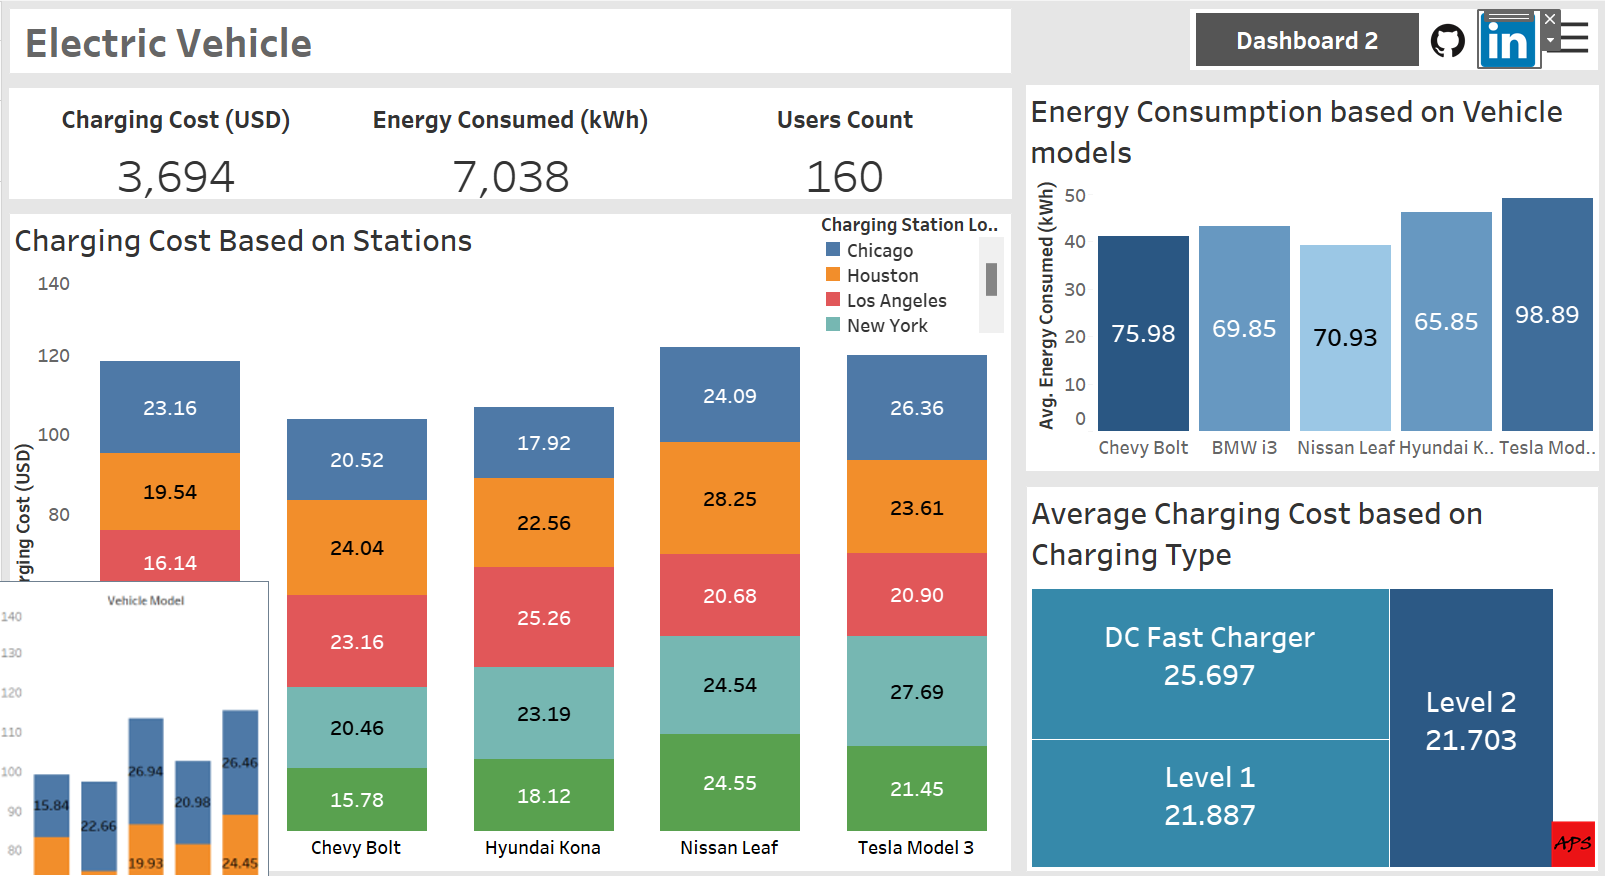 Electric Vehicle
Dashboard 2
in
Charging Cost (USD)
3,694
Energy Consumed (kWh)
7,038
Users Count
160
Charging Cost Based on Stations
Charging Station Lo..
Chicago
Houston
Los Angeles
New York
140
120
100
80
rging Cost (USD)
23.16
19.54
16.14
20.52
24.04
23.16
20.46
15.78
17.92
22.56
25.26
23.19
18.12
24.09
28.25
20.68
24.54
24.55
26.36
23.61
20.90
27.69
21.45
Chevy Bolt
Hyundai Kona
Nissan Leaf
Tesla Model 3
Vehicle Model
140
130
120
110
100
90
80
15.84
22.66
26.94
20.98
26.46
19.93
24.45
Energy Consumption based on Vehicle
models
Avg. Energy Consumed (kWh)
50
40
30
20
10
0
75.98
69.85
70.93
65.85
98.89
Chevy Bolt
BMW i3
Nissan Leaf
Hyundai K..
Tesla Mod..
Average Charging Cost based on
Charging Type
DC Fast Charger
25.697
Level 1
21.887
Level 2
21.703
APS